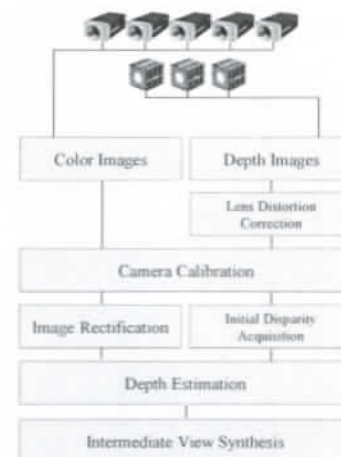 Color Images
Depth Images
Lens Distortion
Correction
Camera Calibration
Image Rectification
Initial Disparity
Acquisition
Depth Estimation
Intermediate View Synthesis